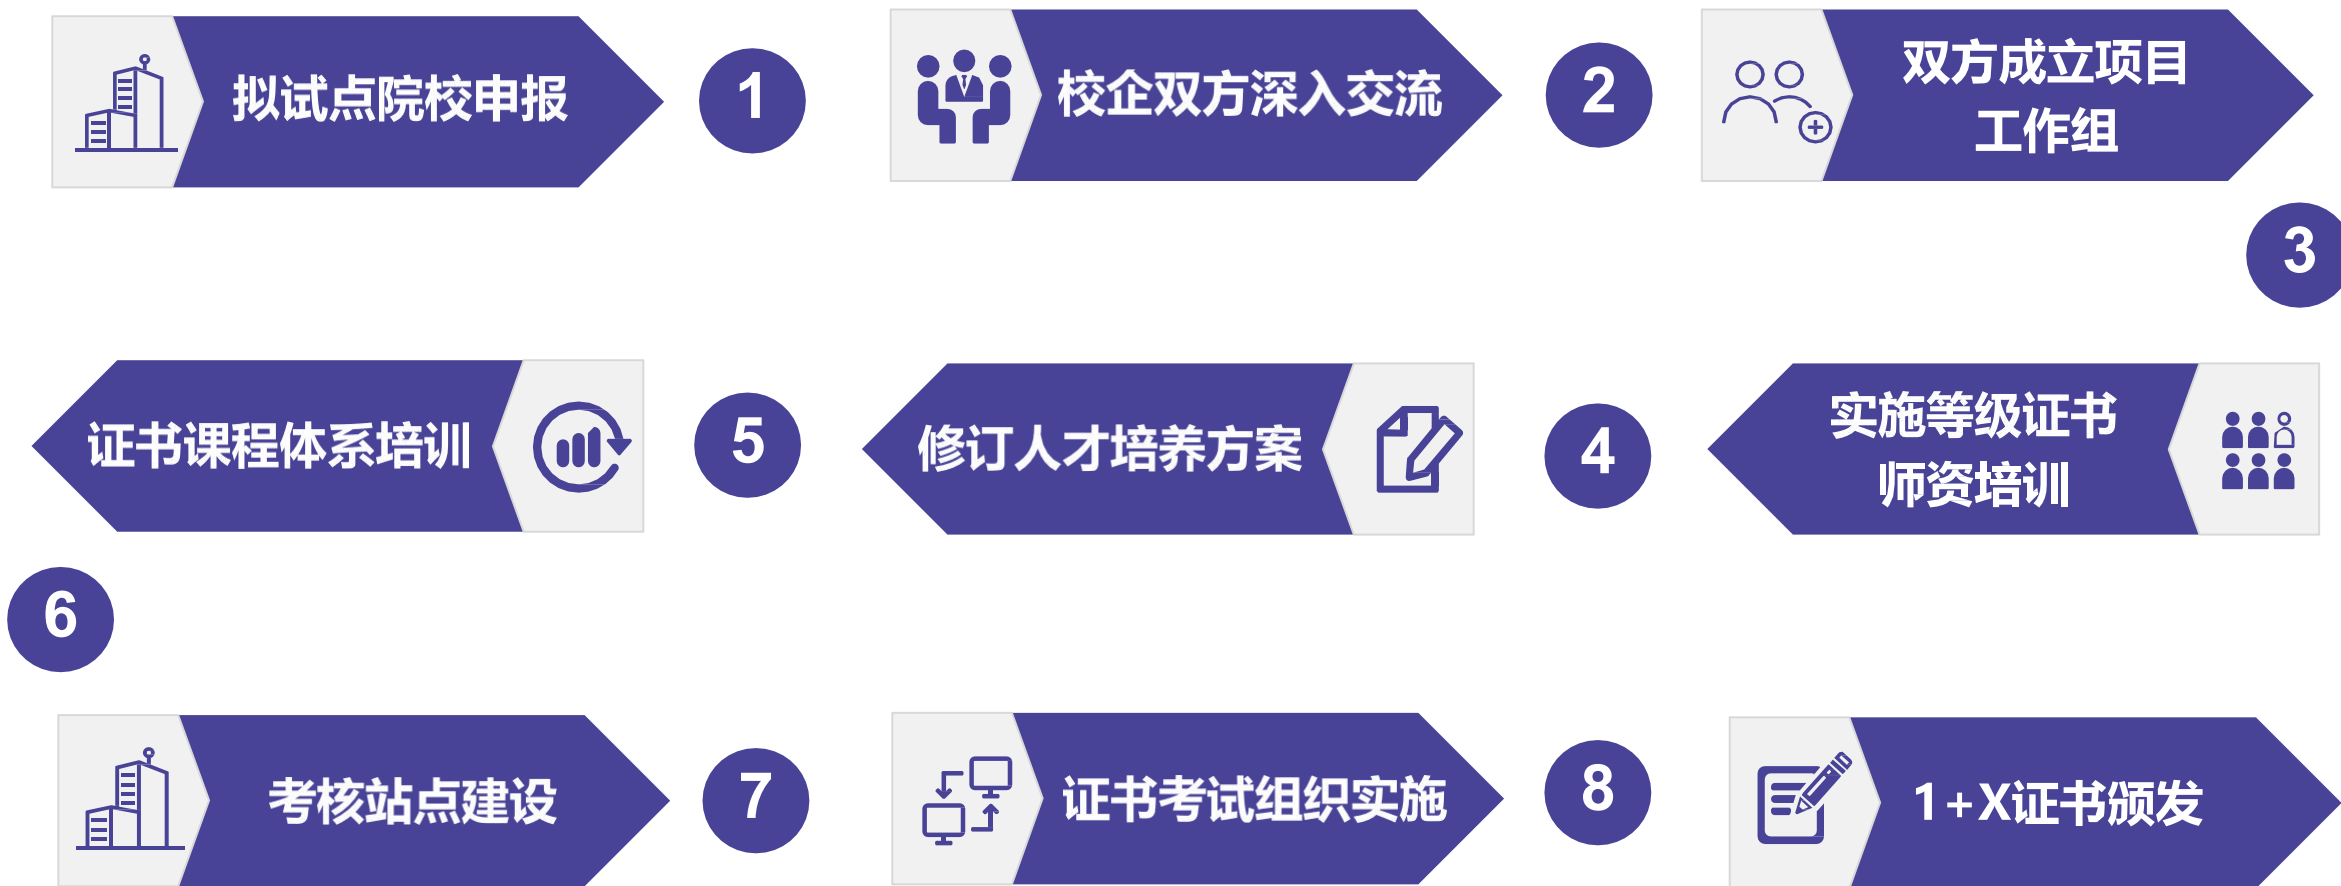 拟试点院校申报
1
校企双方深入交流
2
双方成立项目
工作组
3
实施等级证书
师资培训
4
修订人才培养方案
5
证书课程体系培训
6
考核站点建设
7
证书考试组织实施
8
1+X证书颁发